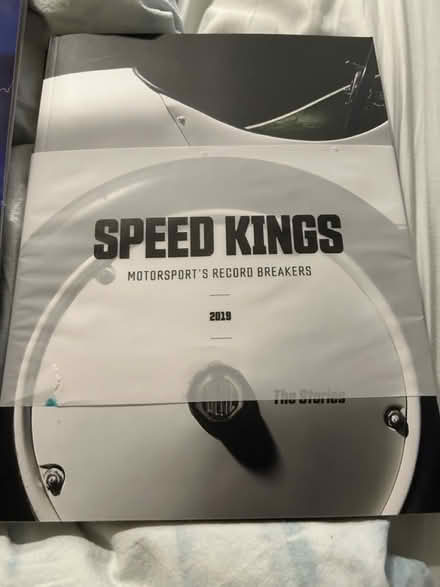 SPEED KINGS
MOTORSPORT'S RECORD BREAKERS
2019
The Stories